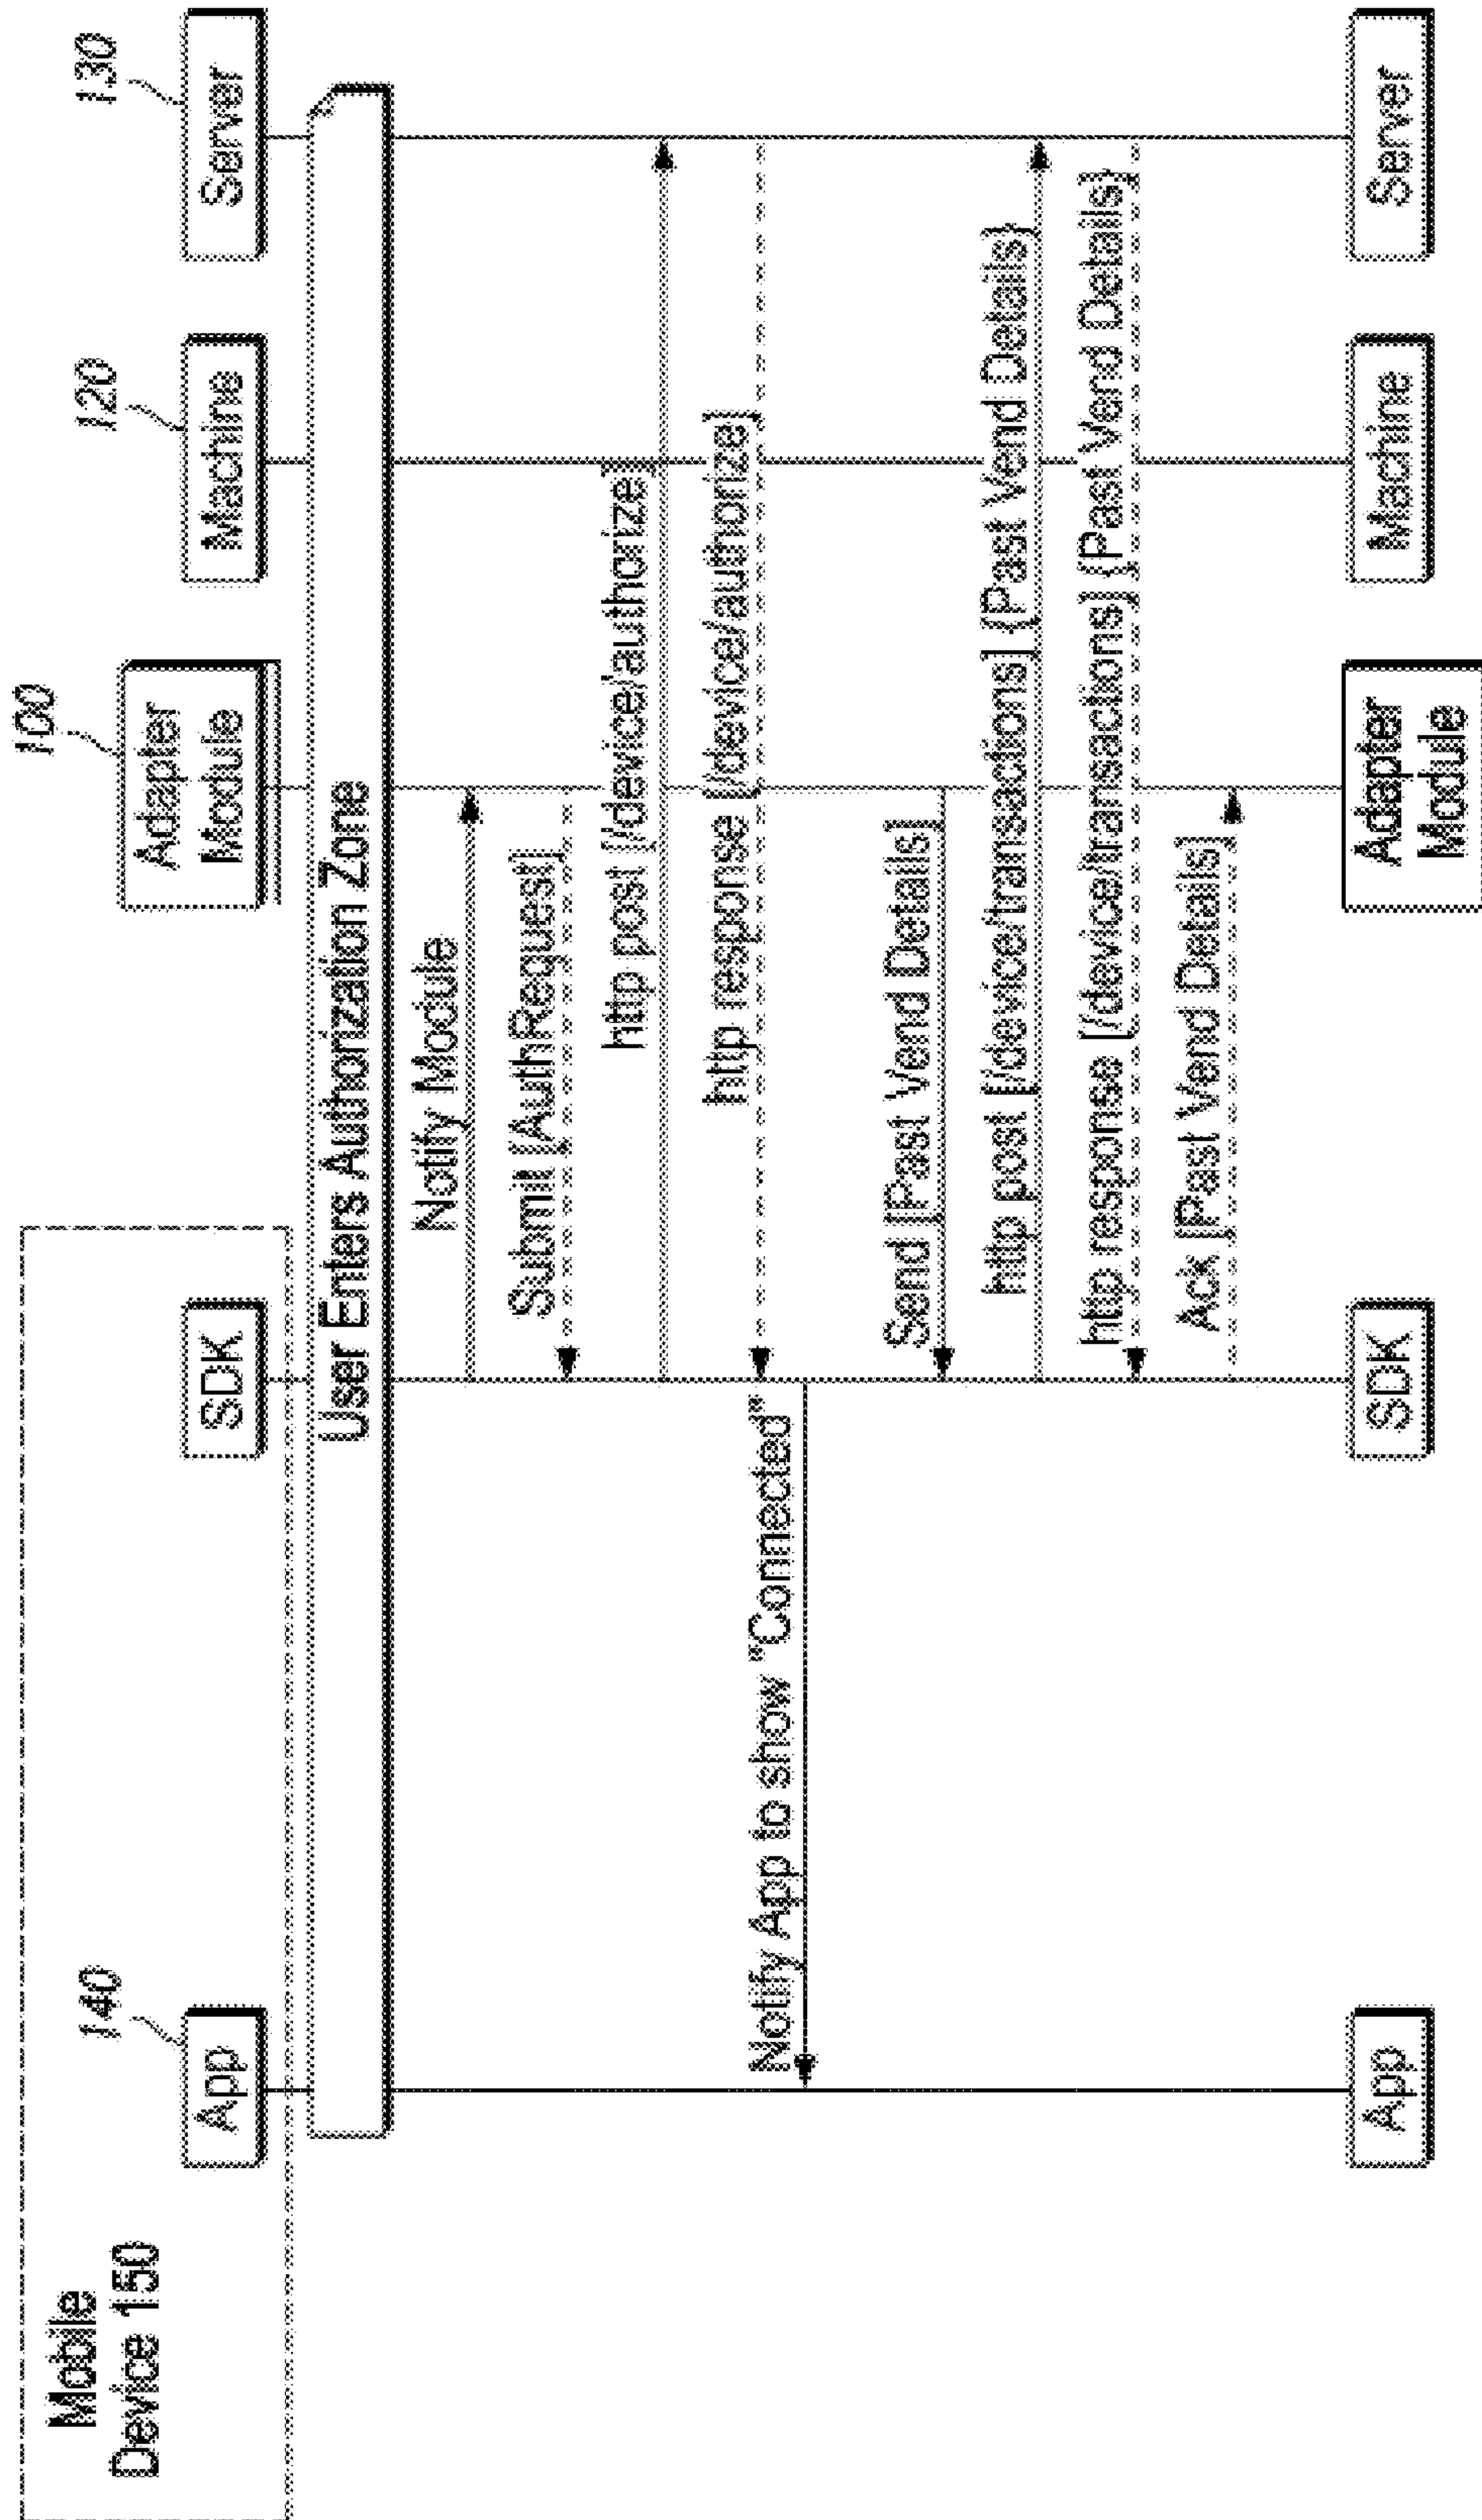 Mobile
Device 150
140
App
SDK
100
Adapter
Module
120
Machine
130
Server
User Enters Authorization Zone
Notify Module
Submit [AuthRequest]
http post [/device/authorize]
http response [/device/authorize]
Notify App to show "Connected"
Send [Past Vend Details]
http post [/device/transactions] {Past Vend Details}
http response [/device/transactions] {Past Vend Details}
Ack [Past Vend Details]
App
SDK
Adapter
Module
Machine
Server